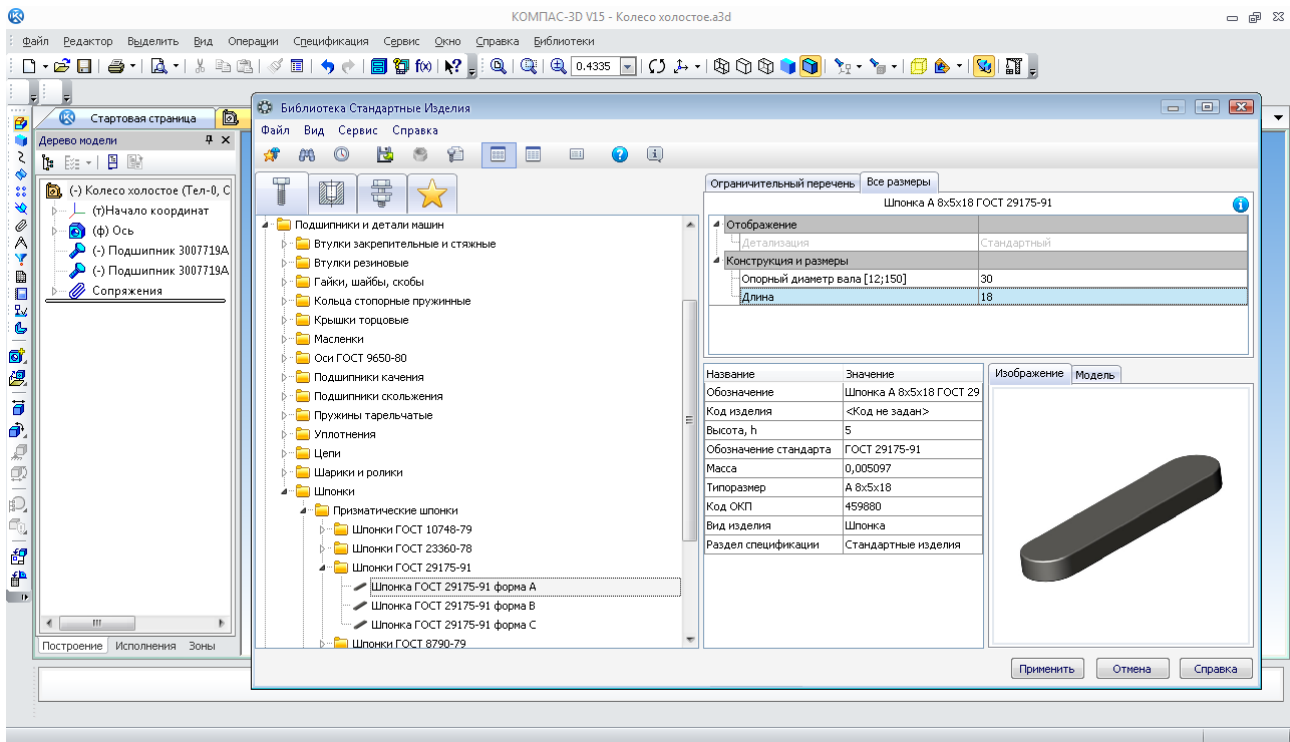 КОМПАС-3D V15 - Колесо холостое.a3d
Файл Редактор Выделить Вид Операции Спецификация Сервис Окно Справка Библиотеки
0.4335
Стартовая страница
Дерево модели
(-) Колесо холостое (Тел-0, С
(т)Начало координат
(ф) Ось
(-) Подшипник 3007719А
(-) Подшипник 3007719А
Сопряжения
Построение Исполнения Зоны
Библиотека Стандартные Изделия
Файл Вид Сервис Справка
Подшипники и детали машин
Втулки закрепительные и стяжные
Втулки резиновые
Гайки, шайбы, скобы
Кольца стопорные пружинные
Крышки торцовые
Масленки
Оси ГОСТ 9650-80
Подшипники качения
Подшипники скольжения
Пружины тарельчатые
Уплотнения
Цепи
Шарики и ролики
Шпонки
Призматические шпонки
Шпонки ГОСТ 10748-79
Шпонки ГОСТ 23360-78
Шпонки ГОСТ 29175-91
Шпонка ГОСТ 29175-91 форма A
Шпонка ГОСТ 29175-91 форма B
Шпонка ГОСТ 29175-91 форма C
Шпонки ГОСТ 8790-79
Ограничительный перечень Все размеры
Шпонка A 8x5x18 ГОСТ 29175-91
Отображение
Детализация Стандартный
Конструкция и размеры
Опорный диаметр вала [12;150] 30
Длина 18
Название Значение
Обозначение Шпонка A 8x5x18 ГОСТ 29
Код изделия <Код не задан>
Высота, h 5
Обозначение стандарта ГОСТ 29175-91
Масса 0,005097
Типоразмер A 8x5x18
Код ОКП 459880
Вид изделия Шпонка
Раздел спецификации Стандартные изделия
Изображение Модель
Применить Отмена Справка